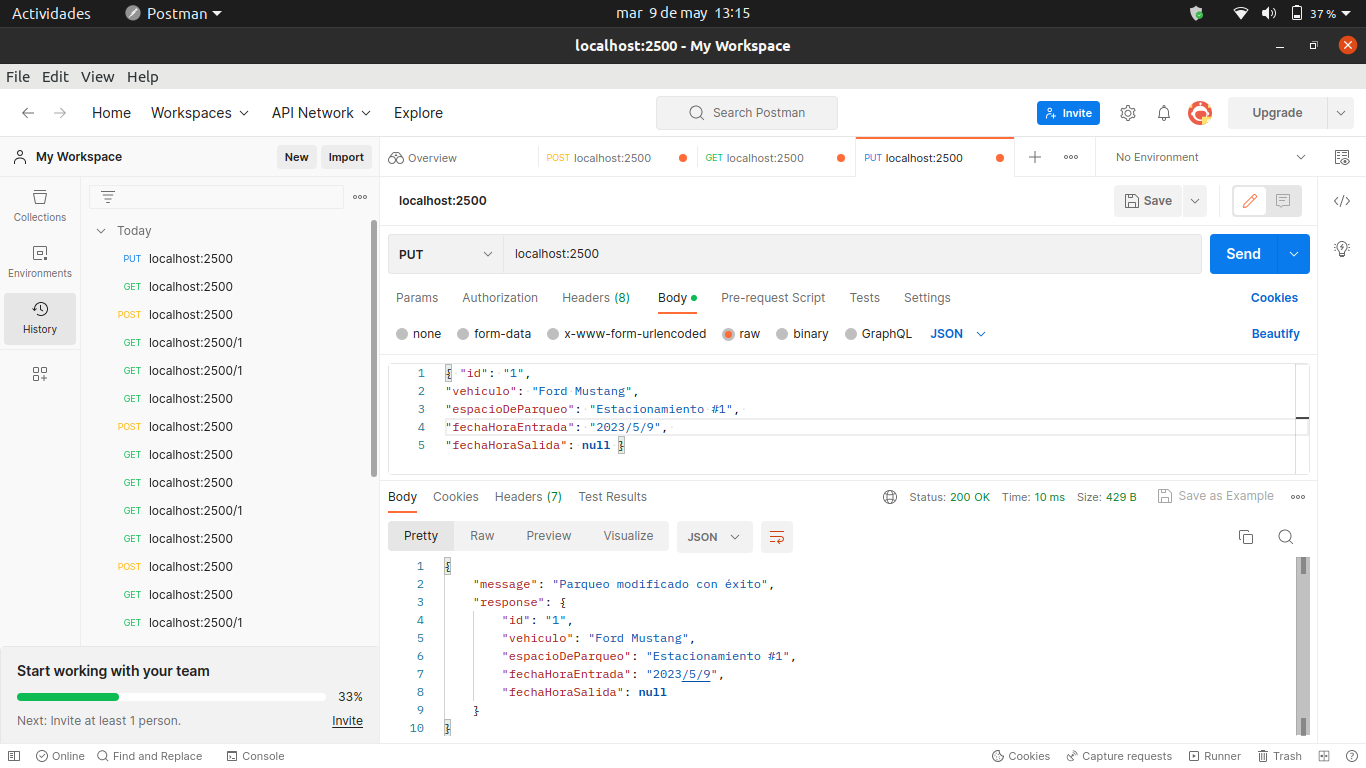 Actividades Postman mar 9 de may 13:15 37 %
localhost:2500 - My Workspace
File Edit View Help
Home Workspaces API Network Explore Search Postman Invite Upgrade
My Workspace New Import Overview POST localhost:2500 GET localhost:2500 PUT localhost:2500 No Environment
Collections
Environments
History
Today
PUT localhost:2500
GET localhost:2500
POST localhost:2500
GET localhost:2500/1
GET localhost:2500/1
GET localhost:2500
POST localhost:2500
GET localhost:2500
GET localhost:2500
GET localhost:2500/1
GET localhost:2500
POST localhost:2500
GET localhost:2500
GET localhost:2500/1
Start working with your team
33%
Next: Invite at least 1 person. Invite
localhost:2500 Save
PUT localhost:2500 Send
Params Authorization Headers (8) Body Pre-request Script Tests Settings Cookies
none form-data x-www-form-urlencoded raw binary GraphQL JSON Beautify
1 { "id": "1",
2 "vehiculo": "Ford Mustang",
3 "espacioDeParqueo": "Estacionamiento #1",
4 "fechaHoraEntrada": "2023/5/9",
5 "fechaHoraSalida": null }
Body Cookies Headers (7) Test Results Status: 200 OK Time: 10 ms Size: 429 B Save as Example
Pretty Raw Preview Visualize JSON
1 {
2 "message": "Parqueo modificado con éxito",
3 "response": {
4 "id": "1",
5 "vehiculo": "Ford Mustang",
6 "espacioDeParqueo": "Estacionamiento #1",
7 "fechaHoraEntrada": "2023/5/9",
8 "fechaHoraSalida": null
9 }
10 }
Online Find and Replace Console Cookies Capture requests Runner Trash